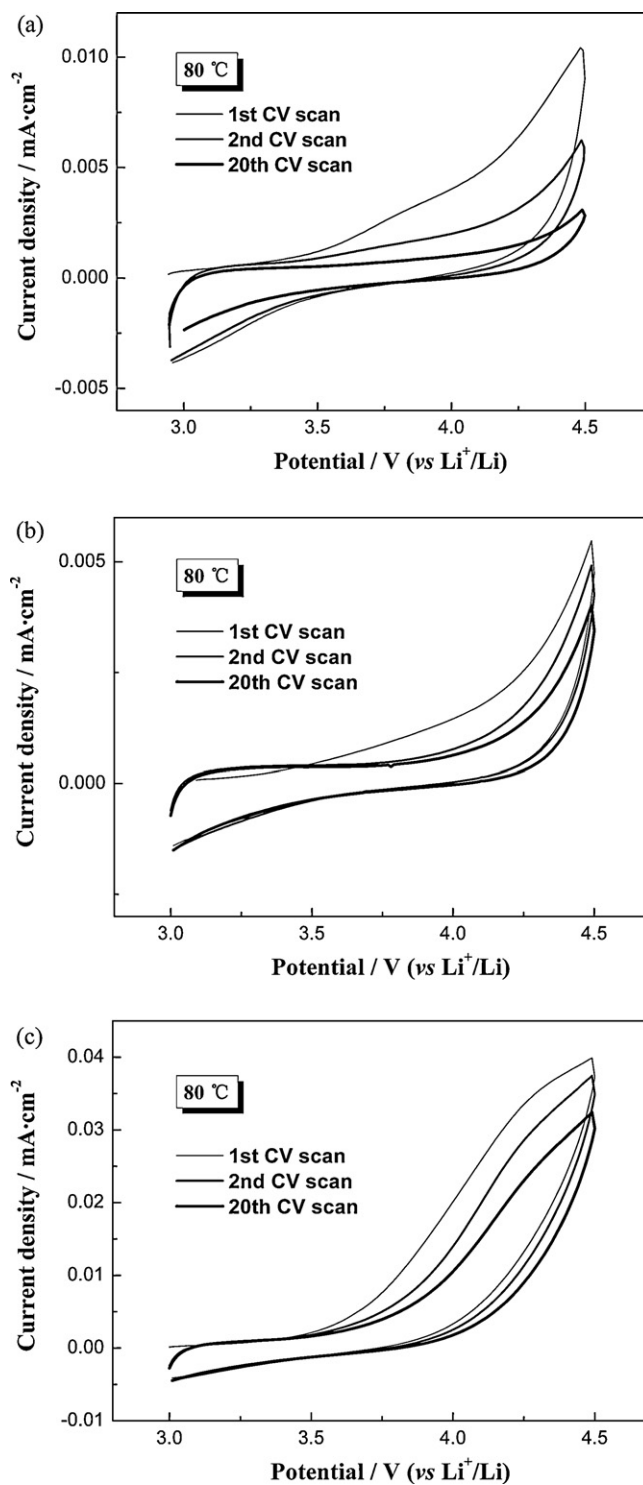 (a)
0.010
80 ℃
1st CV scan
2nd CV scan
20th CV scan
0.005
0.000
-0.005
Current density / mA·cm⁻²
3.0 3.5 4.0 4.5
Potential / V (vs Li⁺/Li)
(b)
0.005
80 ℃
1st CV scan
2nd CV scan
20th CV scan
0.000
Current density / mA·cm⁻²
3.0 3.5 4.0 4.5
Potential / V (vs Li⁺/Li)
(c)
0.04
80 ℃
0.03
1st CV scan
2nd CV scan
20th CV scan
0.02
0.01
0.00
-0.01
Current density / mA·cm⁻²
3.0 3.5 4.0 4.5
Potential / V (vs Li⁺/Li)